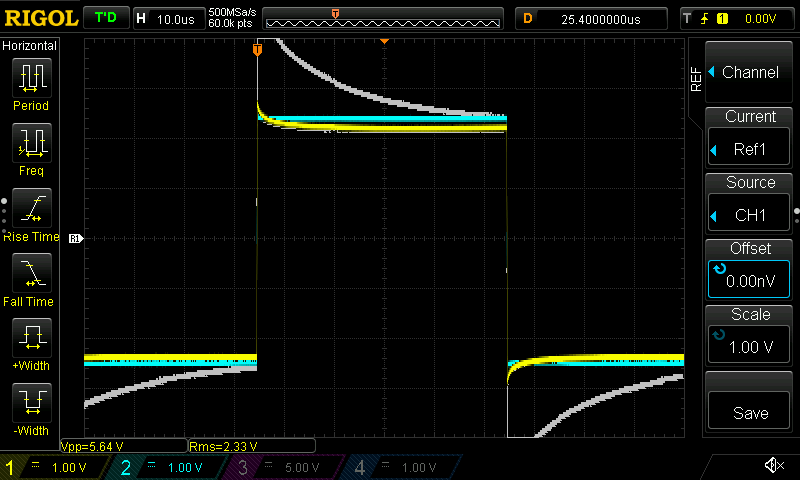 RIGOL T'D H 10.0us 500MSa/s 60.0k pts T D 25.4000000us T 1 0.00V
Horizontal
Period
Freq
Rise Time
Fall Time
+Width
-Width
T
R1
REF
Channel
Current
Ref1
Source
CH1
Offset
0.00nV
Scale
1.00 V
Save
Vpp=5.64 V Rms=2.33 V
1 = 1.00 V 2 = 1.00 V 3 = 5.00 V 4 = 1.00 V